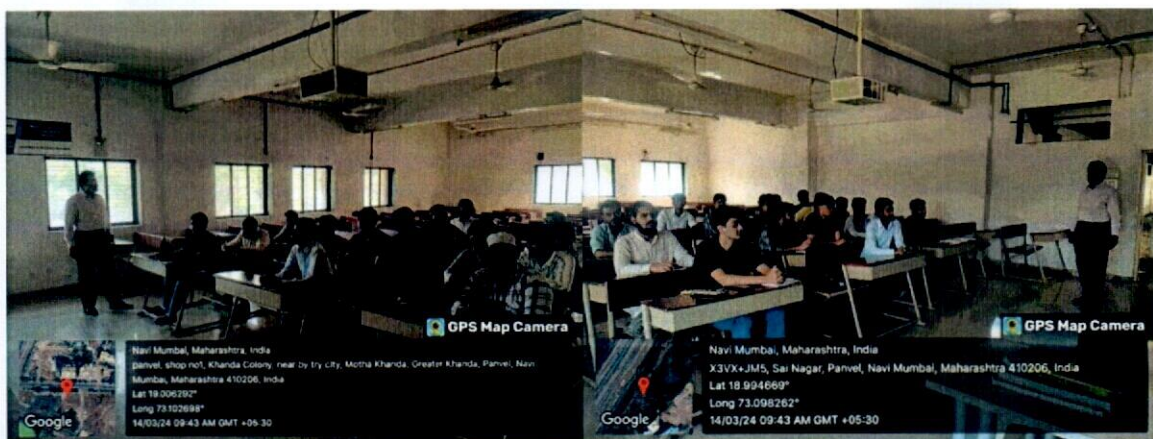 GPS Map Camera
Navi Mumbai, Maharashtra, India
panvel, shop no1, Khanda Colony, near by try city, Motha Khanda, Greater Khanda, Panvel, Navi
Mumbai, Maharashtra 410206, India
Lat 19.006292°
Long 73.102698°
14/03/24 09:43 AM GMT +05:30
Google
GPS Map Camera
Navi Mumbai, Maharashtra, India
X3VX+JM5, Sai Nagar, Panvel, Navi Mumbai, Maharashtra 410206, India
Lat 18.994669°
Long 73.098262°
14/03/24 09:43 AM GMT +05:30
Google